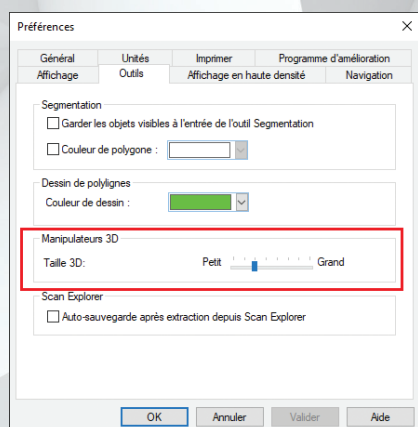 Préférences
Général Unités Imprimer Programme d'amélioration
Affichage Outils Affichage en haute densité Navigation
Segmentation
Garder les objets visibles à l'entrée de l'outil Segmentation
Couleur de polygone :
Dessin de polylignes
Couleur de dessin :
Manipulateurs 3D
Taille 3D: Petit Grand
Scan Explorer
Auto-sauvegarde après extraction depuis Scan Explorer
OK Annuler Valider Aide